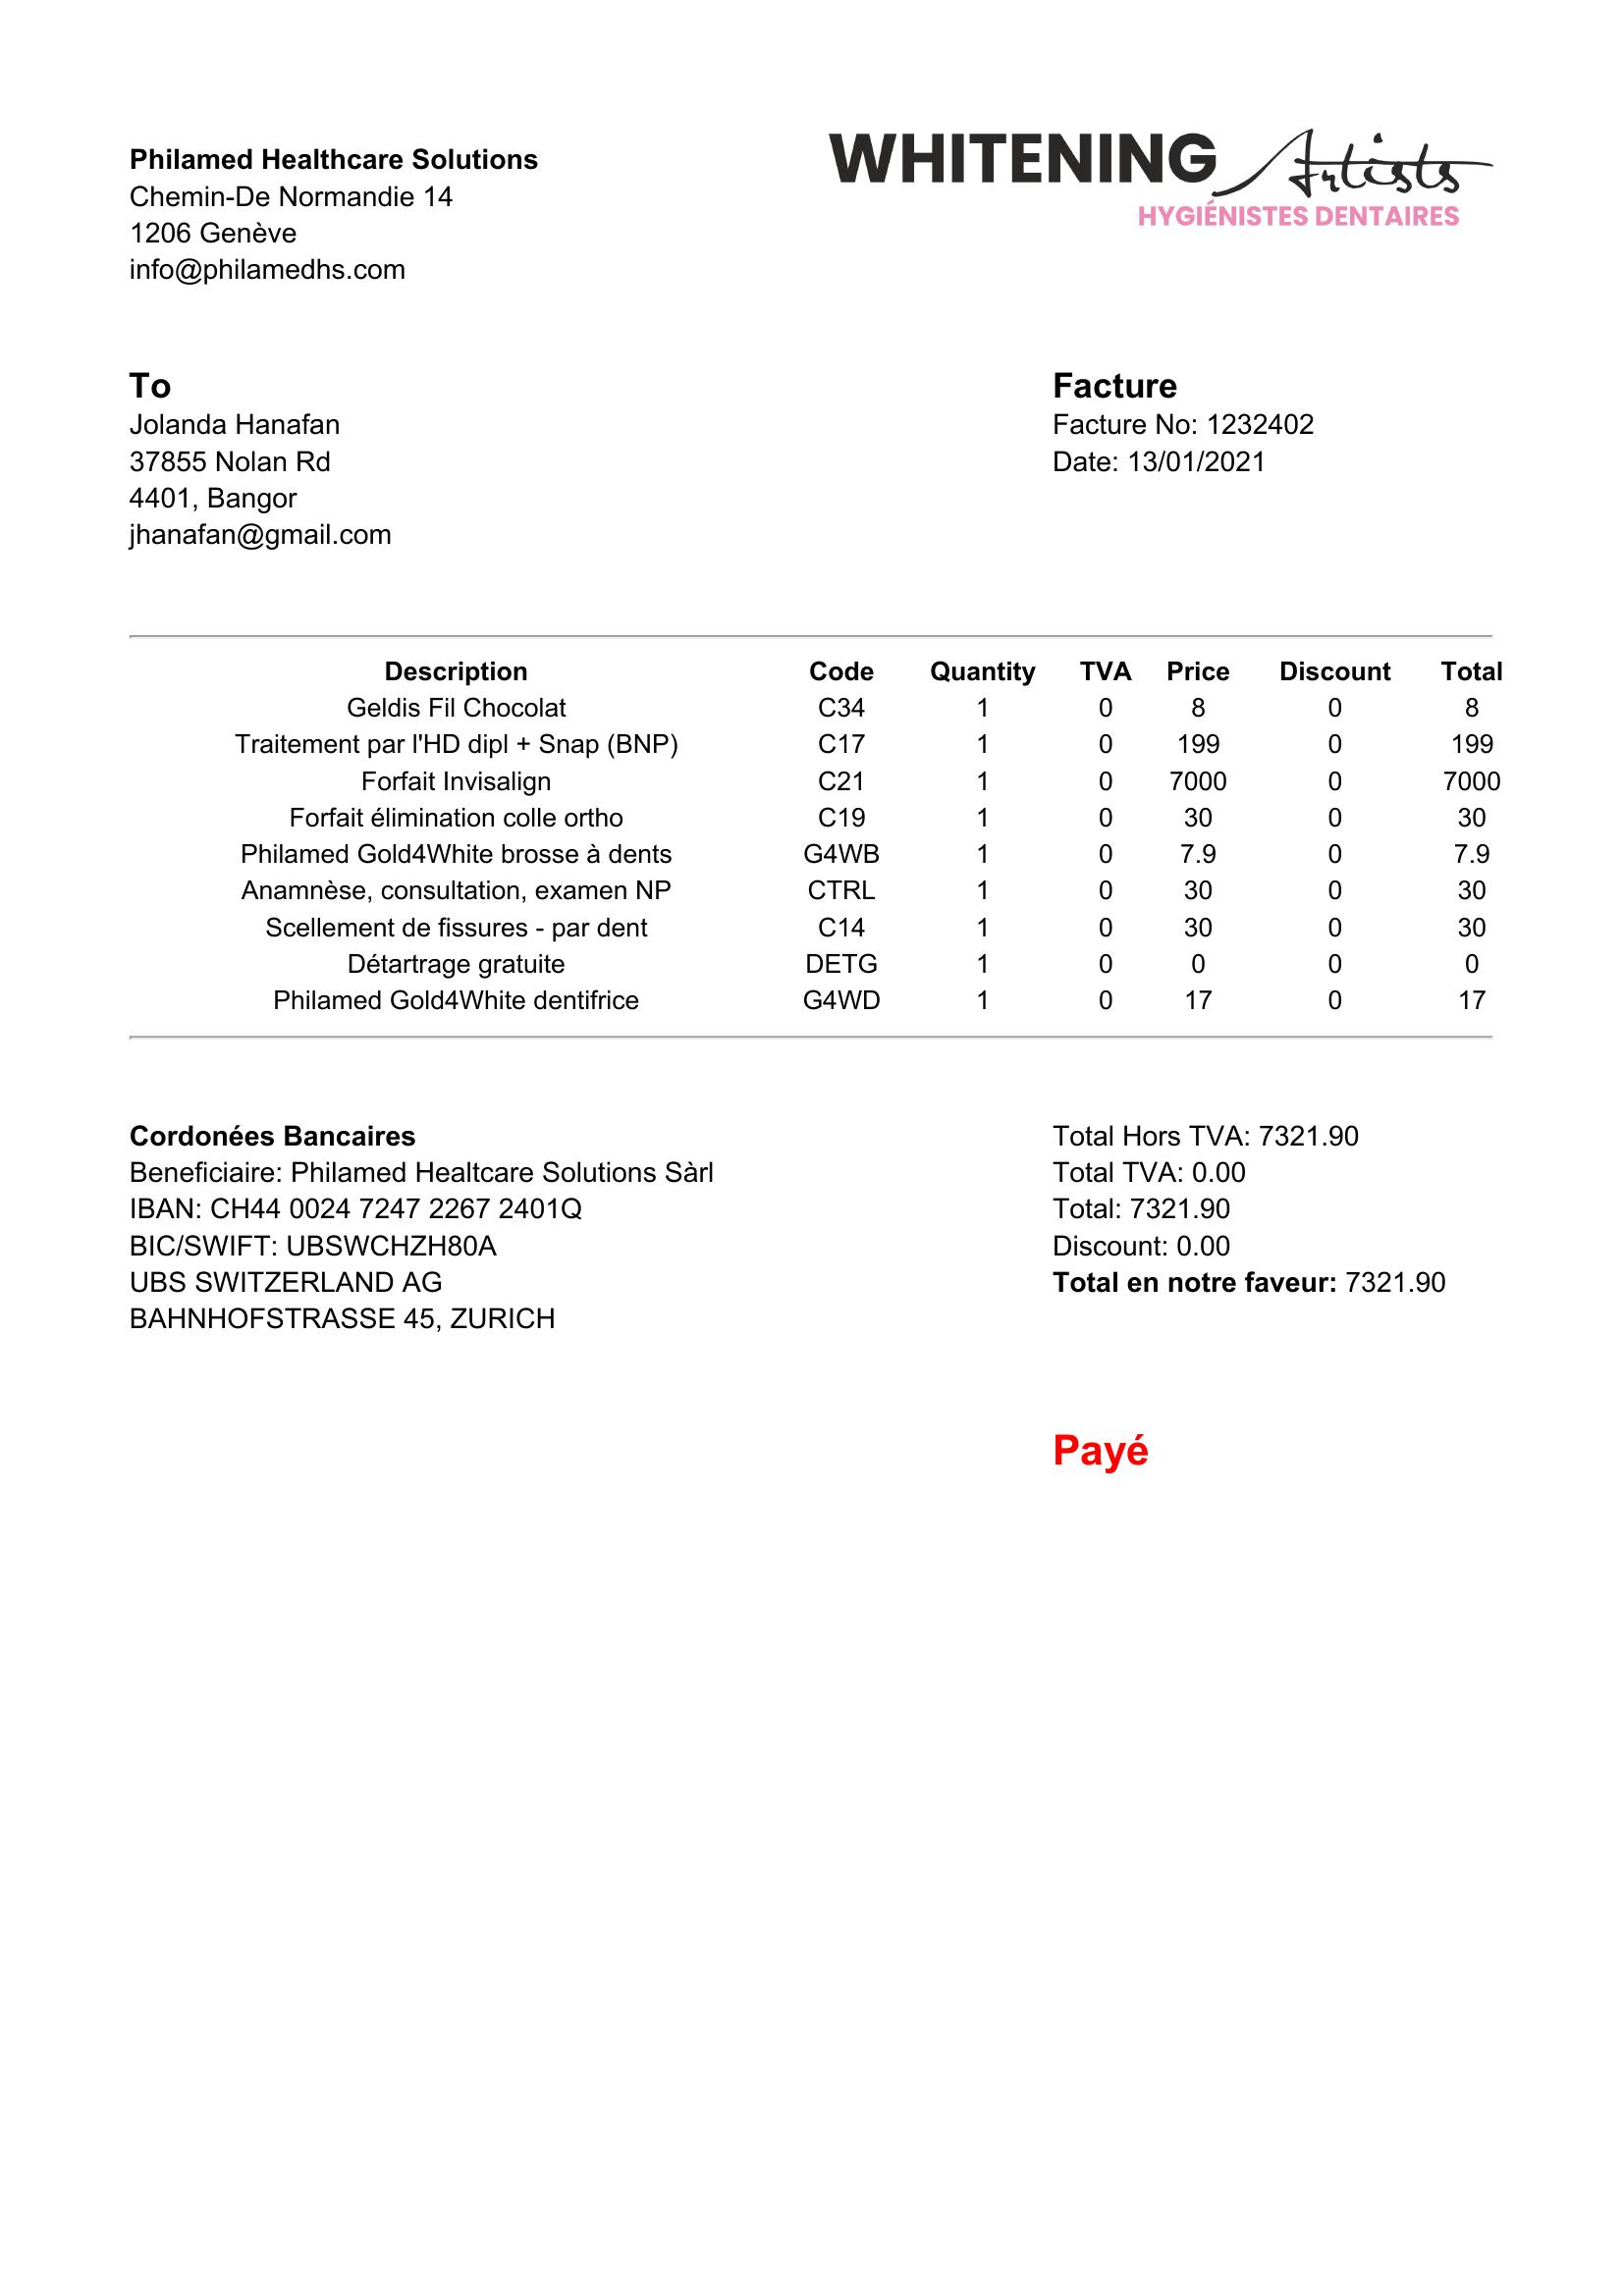 Philamed Healthcare Solutions
Chemin-De Normandie 14
1206 Genève
info@philamedhs.com
WHITENING Artists
HYGIÉNISTES DENTAIRES
To
Jolanda Hanafan
37855 Nolan Rd
4401, Bangor
jhanafan@gmail.com
Facture
Facture No: 1232402
Date: 13/01/2021
Description Code Quantity TVA Price Discount Total
Geldis Fil Chocolat C34 1 0 8 0 8
Traitement par l'HD dipl + Snap (BNP) C17 1 0 199 0 199
Forfait Invisalign C21 1 0 7000 0 7000
Forfait élimination colle ortho C19 1 0 30 0 30
Philamed Gold4White brosse à dents G4WB 1 0 7.9 0 7.9
Anamnèse, consultation, examen NP CTRL 1 0 30 0 30
Scellement de fissures - par dent C14 1 0 30 0 30
Détartrage gratuite DETG 1 0 0 0 0
Philamed Gold4White dentifrice G4WD 1 0 17 0 17
Cordonées Bancaires
Beneficiaire: Philamed Healtcare Solutions Sàrl
IBAN: CH44 0024 7247 2267 2401Q
BIC/SWIFT: UBSWCHZH80A
UBS SWITZERLAND AG
BAHNHOFSTRASSE 45, ZURICH
Total Hors TVA: 7321.90
Total TVA: 0.00
Total: 7321.90
Discount: 0.00
Total en notre faveur: 7321.90
Payé